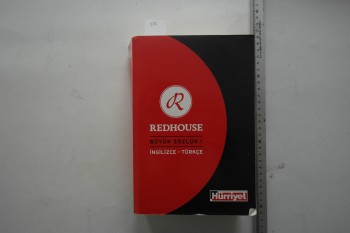 R
REDHOUSE
BÜYÜK SÖZLÜK
İNGİLİZCE - TÜRKÇE
Hürriyet